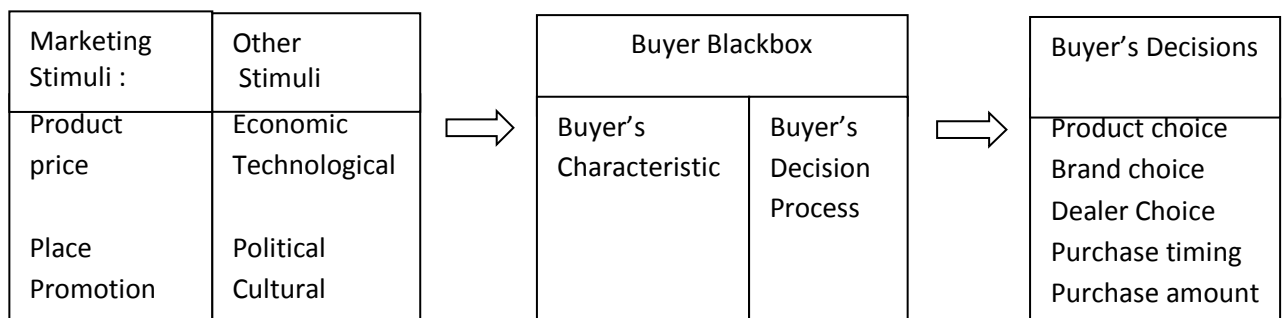 Marketing
Stimuli :
Product
price
Place
Promotion
Other
Stimuli
Economic
Technological
Political
Cultural
Buyer Blackbox
Buyer’s
Characteristic
Buyer’s
Decision
Process
Buyer’s Decisions
Product choice
Brand choice
Dealer Choice
Purchase timing
Purchase amount